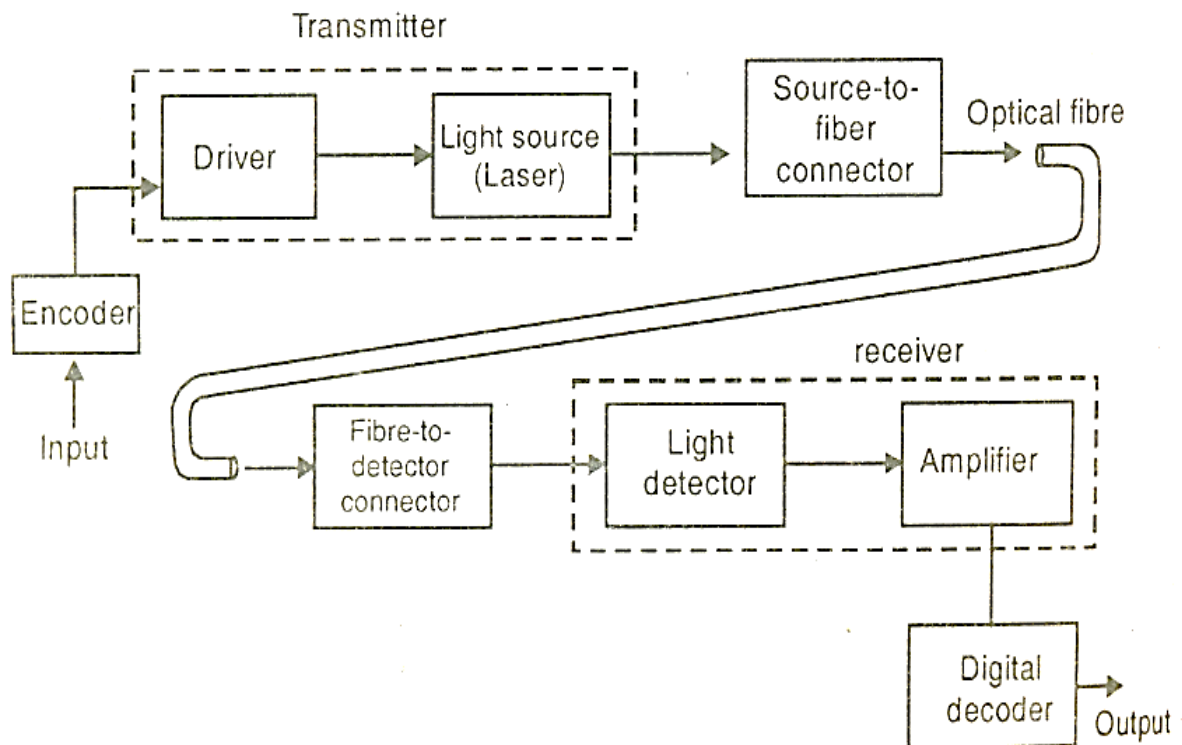 Transmitter
Driver
Light source
(Laser)
Source-to-
fiber
connector
Optical fibre
Encoder
Input
receiver
Fibre-to-
detector
connector
Light
detector
Amplifier
Digital
decoder
Output